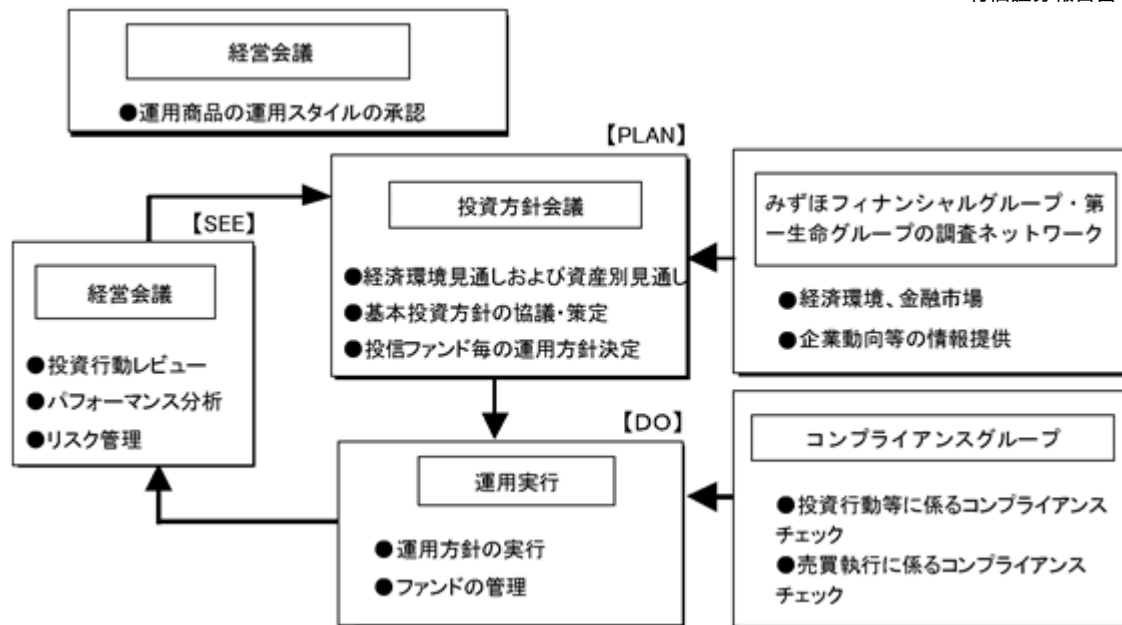 経営会議
●運用商品の運用スタイルの承認
【PLAN】
投資方針会議
●経済環境見通しおよび資産別見通し
●基本投資方針の協議・策定
●投信ファンド毎の運用方針決定
みずほフィナンシャルグループ・第
一生命グループの調査ネットワーク
●経済環境、金融市場
●企業動向等の情報提供
【SEE】
経営会議
●投資行動レビュー
●パフォーマンス分析
●リスク管理
【DO】
運用実行
●運用方針の実行
●ファンドの管理
コンプライアンスグループ
●投資行動等に係るコンプライアンス
チェック
●売買執行に係るコンプライアンス
チェック